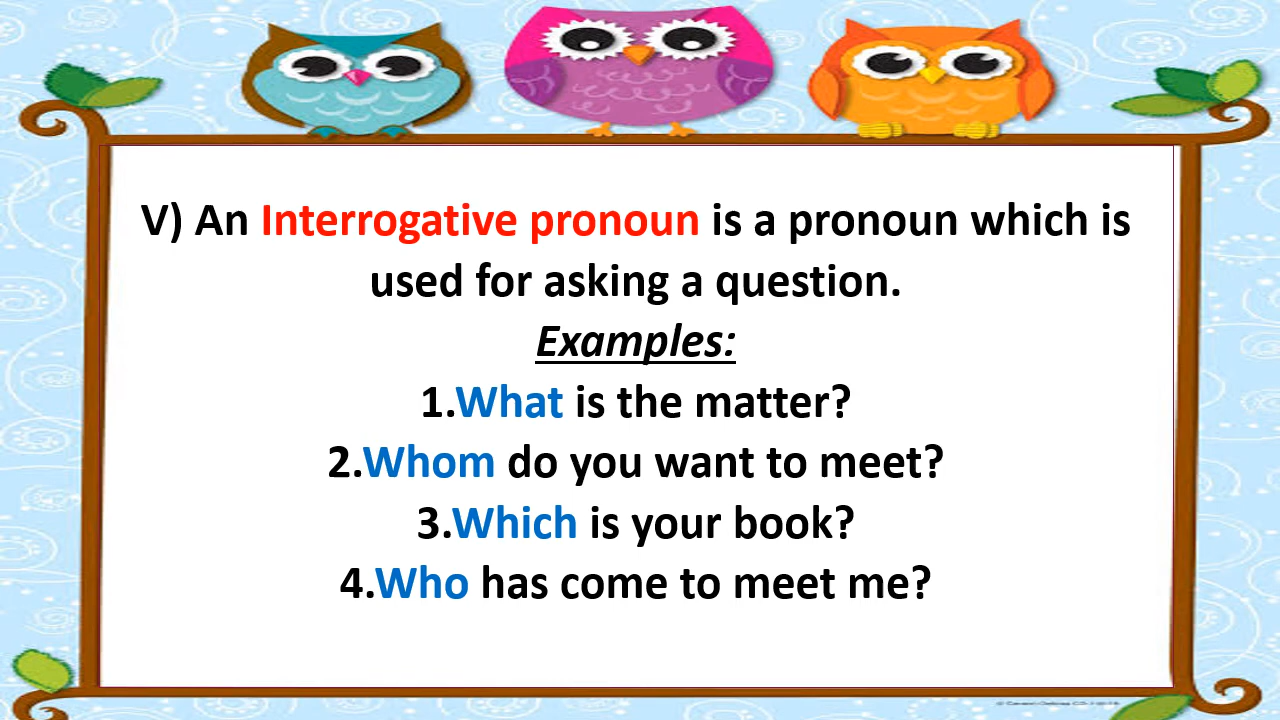 V) An Interrogative pronoun is a pronoun which is
used for asking a question.
Examples:
1.What is the matter?
2.Whom do you want to meet?
3.Which is your book?
4.Who has come to meet me?